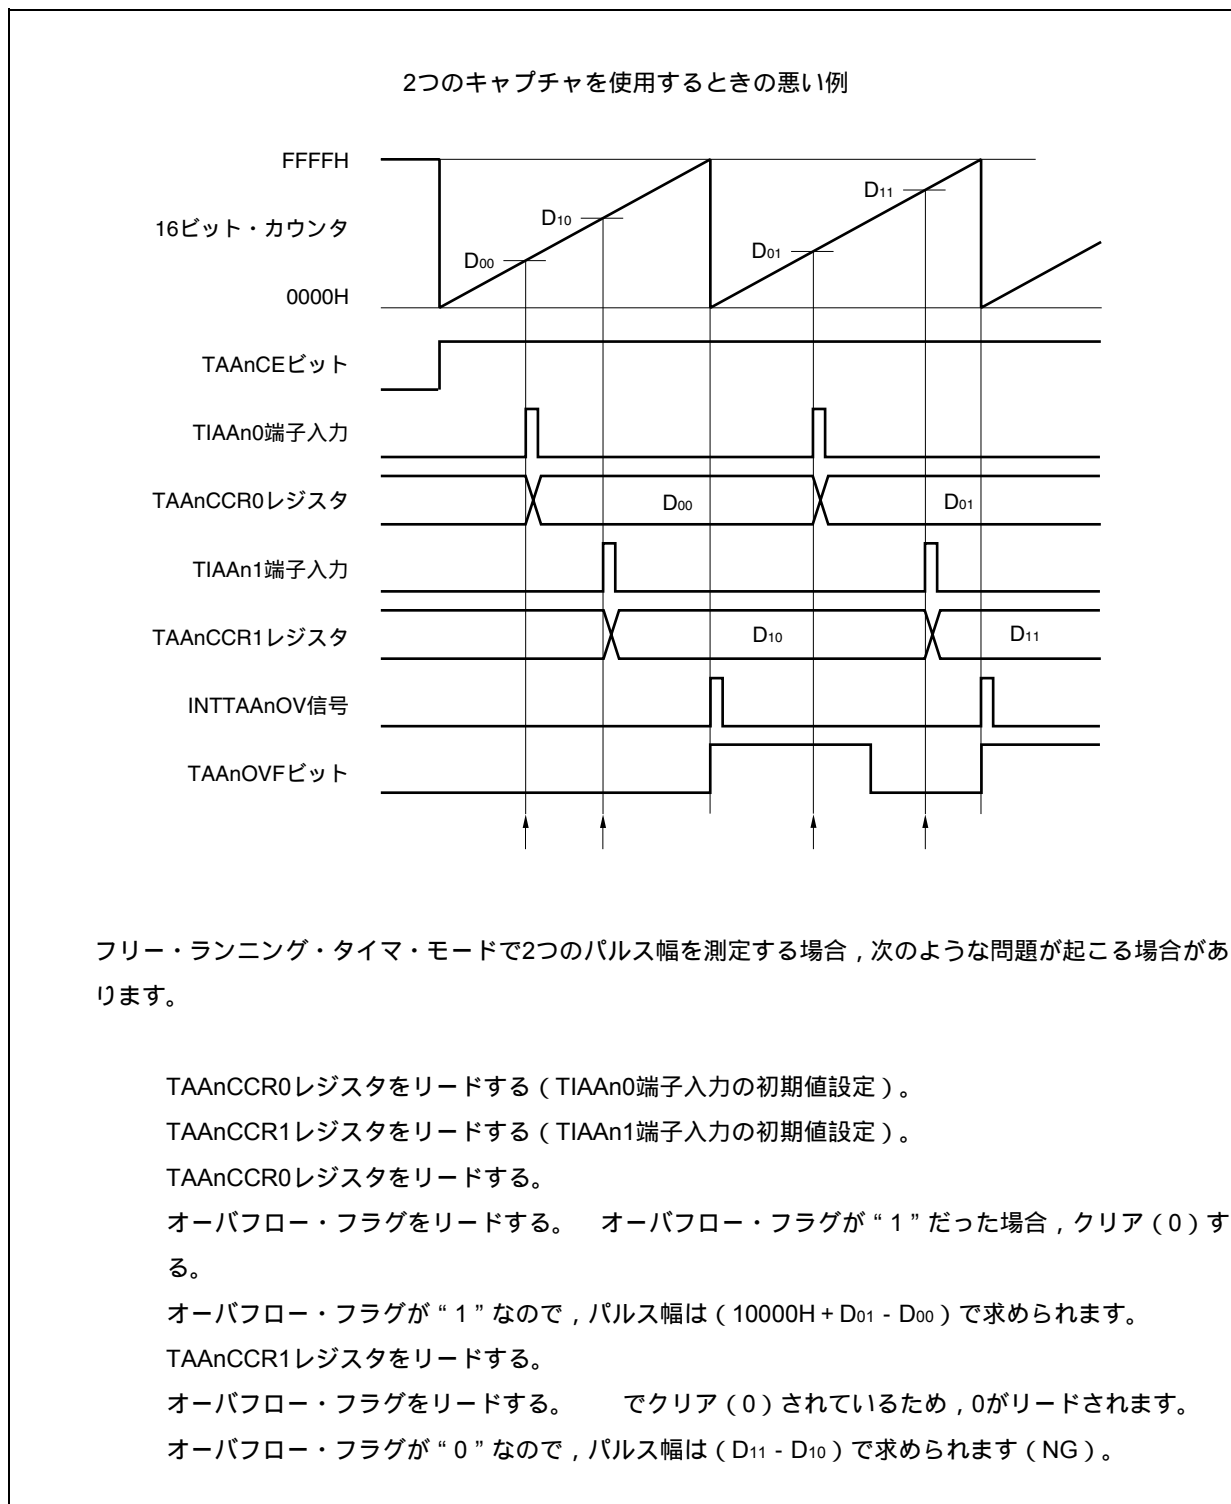 2つのキャプチャを使用するときの悪い例
FFFFH
D11
D10
16ビット・カウンタ
D01
D00
0000H
TAAnCEビット
TIAAn0端子入力
TAAnCCR0レジスタ
D00
D01
TIAAn1端子入力
TAAnCCR1レジスタ
D10
D11
INTTAAnOV信号
TAAnOVFビット
フリー・ランニング・タイマ・モードで2つのパルス幅を測定する場合，次のような問題が起こる場合があ
ります。
TAAnCCR0レジスタをリードする（TIAAn0端子入力の初期値設定）。
TAAnCCR1レジスタをリードする（TIAAn1端子入力の初期値設定）。
TAAnCCR0レジスタをリードする。
オーバフロー・フラグをリードする。　オーバフロー・フラグが“1”だった場合，クリア（0）す
る。
オーバフロー・フラグが“1”なので，パルス幅は（10000H + D01 - D00）で求められます。
TAAnCCR1レジスタをリードする。
オーバフロー・フラグをリードする。　　でクリア（0）されているため，0がリードされます。
オーバフロー・フラグが“0”なので，パルス幅は（D11 - D10）で求められます（NG）。